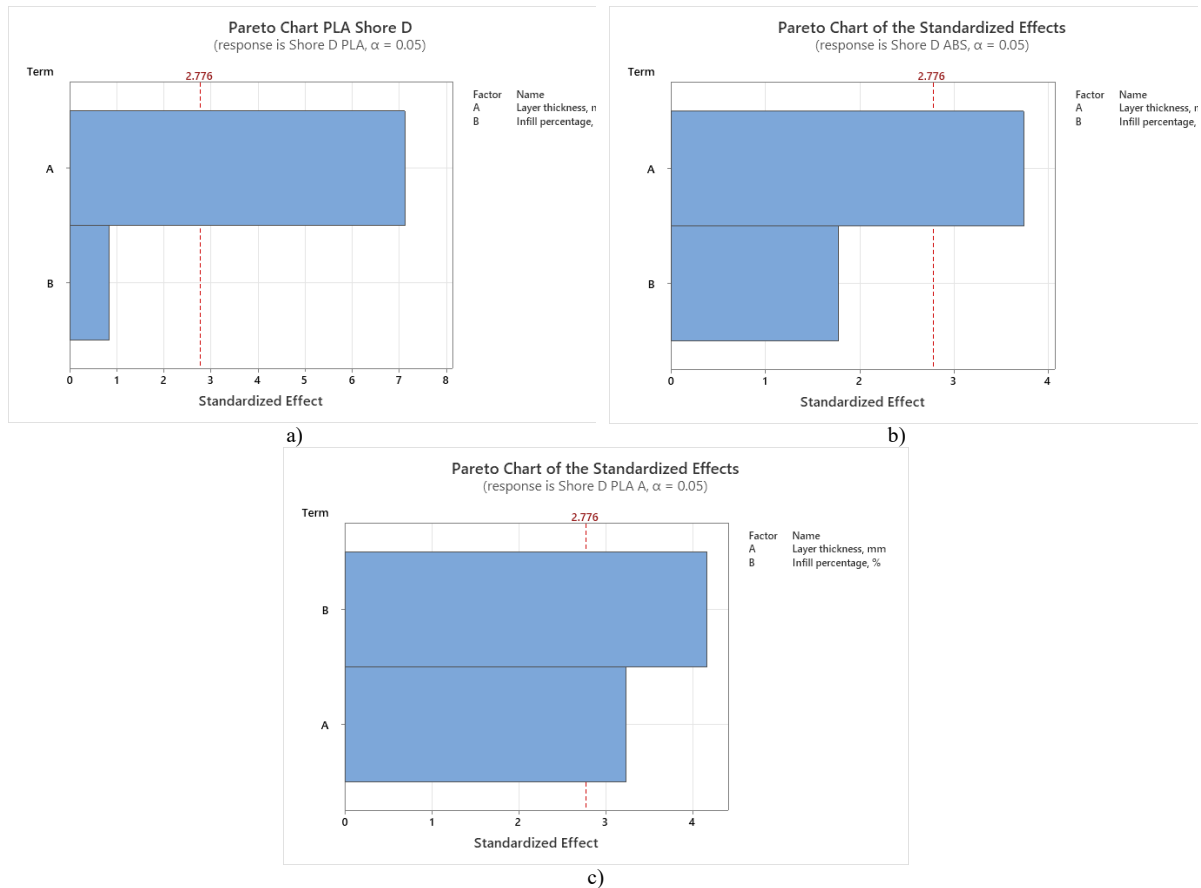 Pareto Chart PLA Shore D
(response is Shore D PLA, α = 0.05)
Term
2.776
Factor Name
A Layer thickness,
B Infill percentage,
A
B
0 1 2 3 4 5 6 7 8
Standardized Effect
a)
Pareto Chart of the Standardized Effects
(response is Shore D ABS, α = 0.05)
Term
2.776
Factor Name
A Layer thickness,
B Infill percentage,
A
B
0 1 2 3 4
Standardized Effect
b)
Pareto Chart of the Standardized Effects
(response is Shore D PLA A, α = 0.05)
Term
2.776
Factor Name
A Layer thickness, mm
B Infill percentage, %
B
A
0 1 2 3 4
Standardized Effect
c)